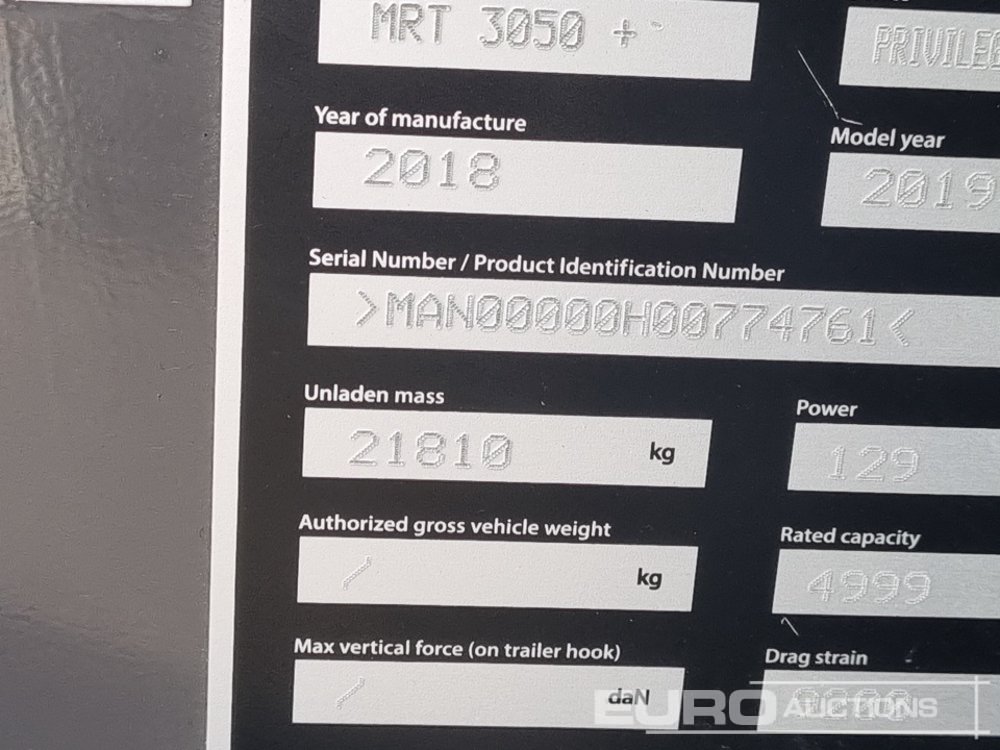 MRT 3050 +
Year of manufacture
2018
Model year
2019
Serial Number / Product Identification Number
>MAN00000H00774761<
Unladen mass
21810 kg
Power
129
Authorized gross vehicle weight
/ kg
Rated capacity
4999
Max vertical force (on trailer hook)
/ daN
Drag strain
EURO AUCTIONS